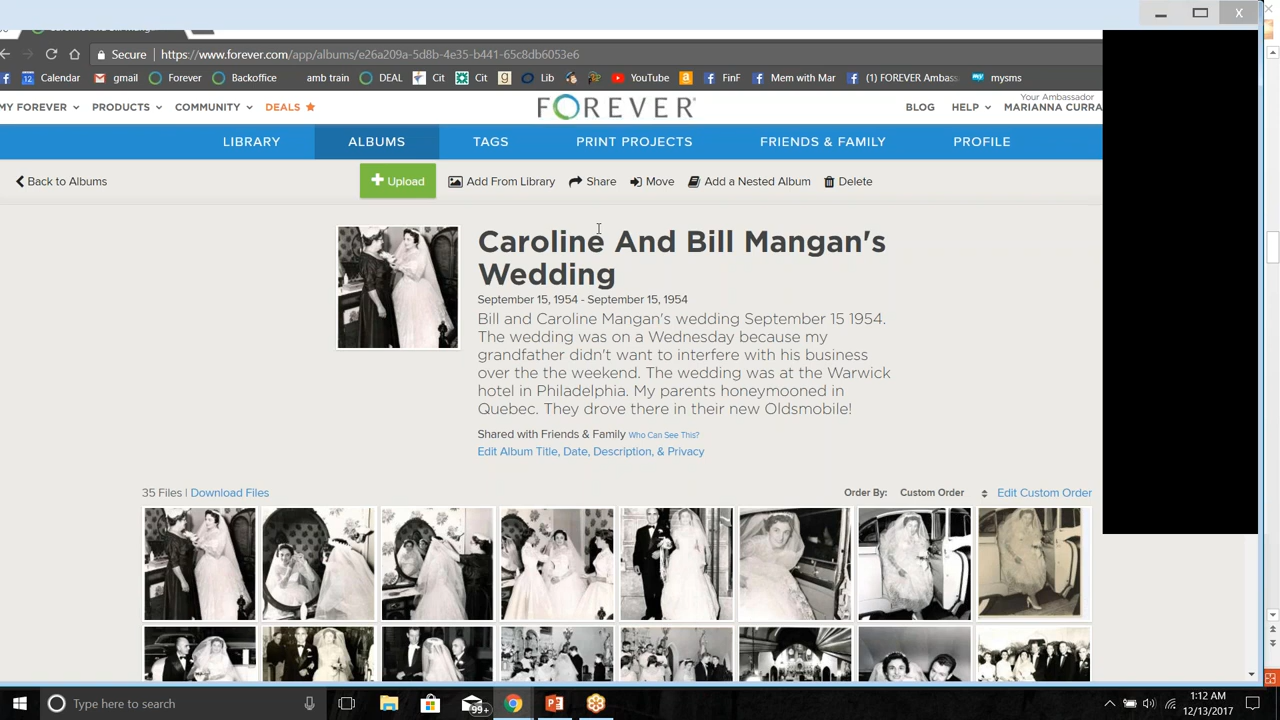 X
Secure | https://www.forever.com/app/albums/e26a209a-5d8b-4e35-b441-65c8db6053e6
Calendar gmail Forever Backoffice amb train DEAL Cit Cit Lib YouTube FinF Mem with Mar (1) FOREVER Ambass mysms
MY FOREVER PRODUCTS COMMUNITY DEALS FOREVER BLOG HELP Your Ambassador
MARIANNA CURRA
LIBRARY ALBUMS TAGS PRINT PROJECTS FRIENDS & FAMILY PROFILE
Back to Albums + Upload Add From Library Share Move Add a Nested Album Delete
Caroline And Bill Mangan's
Wedding
September 15, 1954 - September 15, 1954
Bill and Caroline Mangan's wedding September 15 1954.
The wedding was on a Wednesday because my
grandfather didn't want to interfere with his business
over the the weekend. The wedding was at the Warwick
hotel in Philadelphia. My parents honeymooned in
Quebec. They drove there in their new Oldsmobile!
Shared with Friends & Family Who Can See This?
Edit Album Title, Date, Description, & Privacy
35 Files | Download Files Order By: Custom Order Edit Custom Order
Type here to search 99+ 1:12 AM
12/13/2017